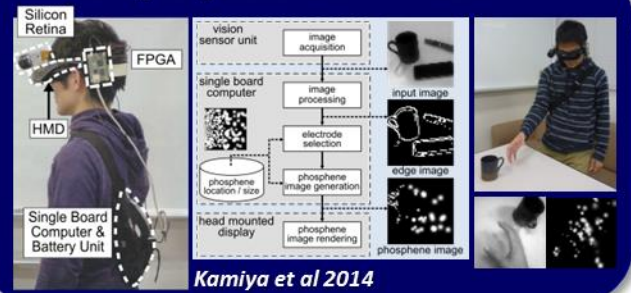 Silicon
Retina
FPGA
HMD
Single Board
Computer &
Battery Unit
vision
sensor unit
image
acquisition
input image
single board
computer
image
processing
edge image
electrode
selection
phosphene
location / size
phosphene
image generation
phosphene image
head mounted
display
phosphene
image rendering
Kamiya et al 2014